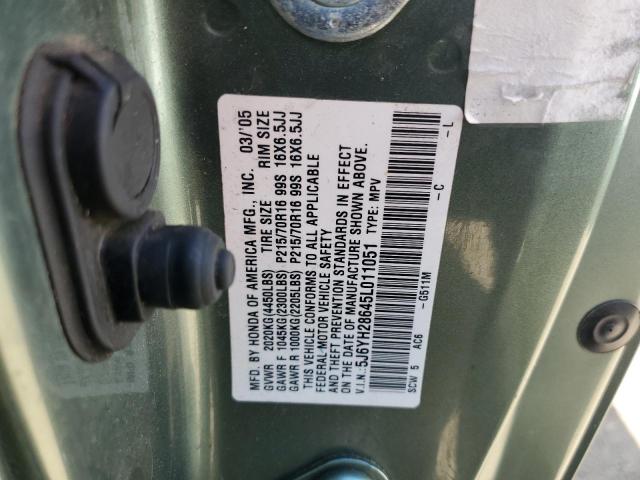 MFD. BY HONDA OF AMERICA MFG., INC. 03/'05
GVWR 2020KG(4450LBS) TIRE SIZE RIM SIZE
GAWR F 1045KG(2300LBS) P215/70R16 99S 16X6.5JJ
GAWR R 1000KG(2205LBS) P215/70R16 99S 16X6.5JJ
THIS VEHICLE CONFORMS TO ALL APPLICABLE
FEDERAL MOTOR VEHICLE SAFETY
AND THEFT PREVENTION STANDARDS IN EFFECT
ON THE DATE OF MANUFACTURE SHOWN ABOVE.
V.I.N.: 5J6YH28645L011051 TYPE: MPV
SCW 5 AC6 -G511M -C -L